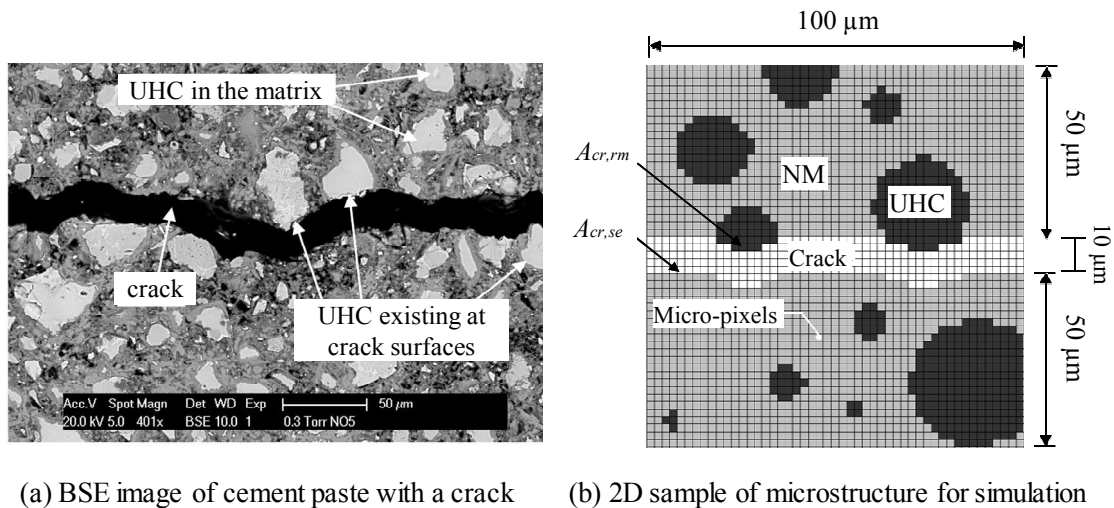 UHC in the matrix
crack
UHC existing at
crack surfaces
Acc.V Spot Magn Det WD Exp 50 μm
20.0 kV 5.0 401x BSE 10.0 1 0.3 Torr NO5
100 μm
50 μm
10 μm
50 μm
Acr,rm
Acr,se
NM
UHC
Crack
Micro-pixels
(a) BSE image of cement paste with a crack
(b) 2D sample of microstructure for simulation